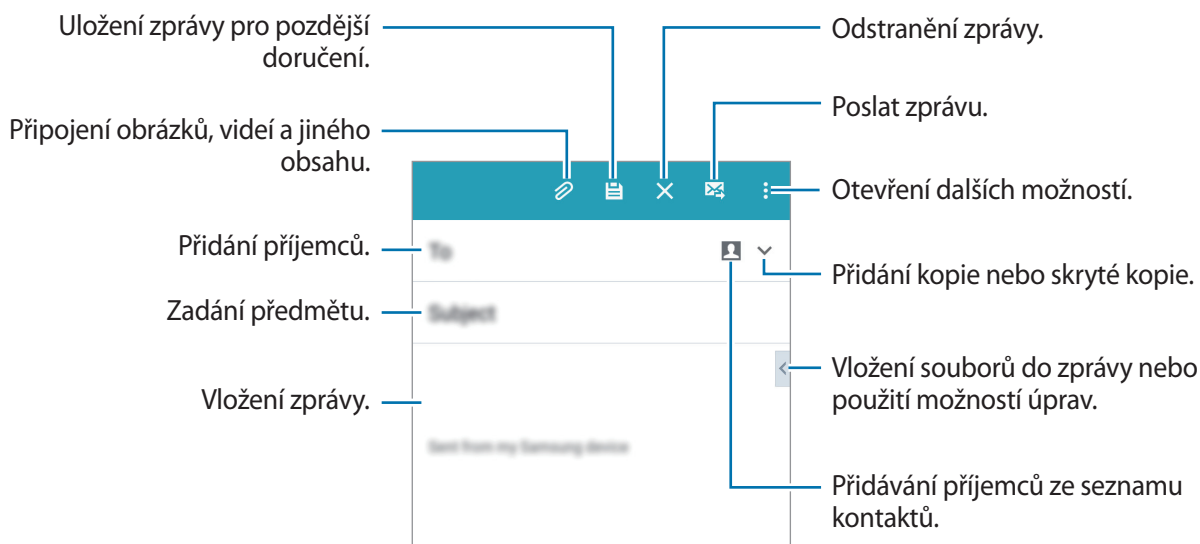 Uložení zprávy pro pozdější
doručení.
Připojení obrázků, videí a jiného
obsahu.
Přidání příjemců.
Zadání předmětu.
Vložení zprávy.
To
Subject
Sent from my Samsung device
Odstranění zprávy.
Poslat zprávu.
Otevření dalších možností.
Přidání kopie nebo skryté kopie.
Vložení souborů do zprávy nebo
použití možností úprav.
Přidávání příjemců ze seznamu
kontaktů.